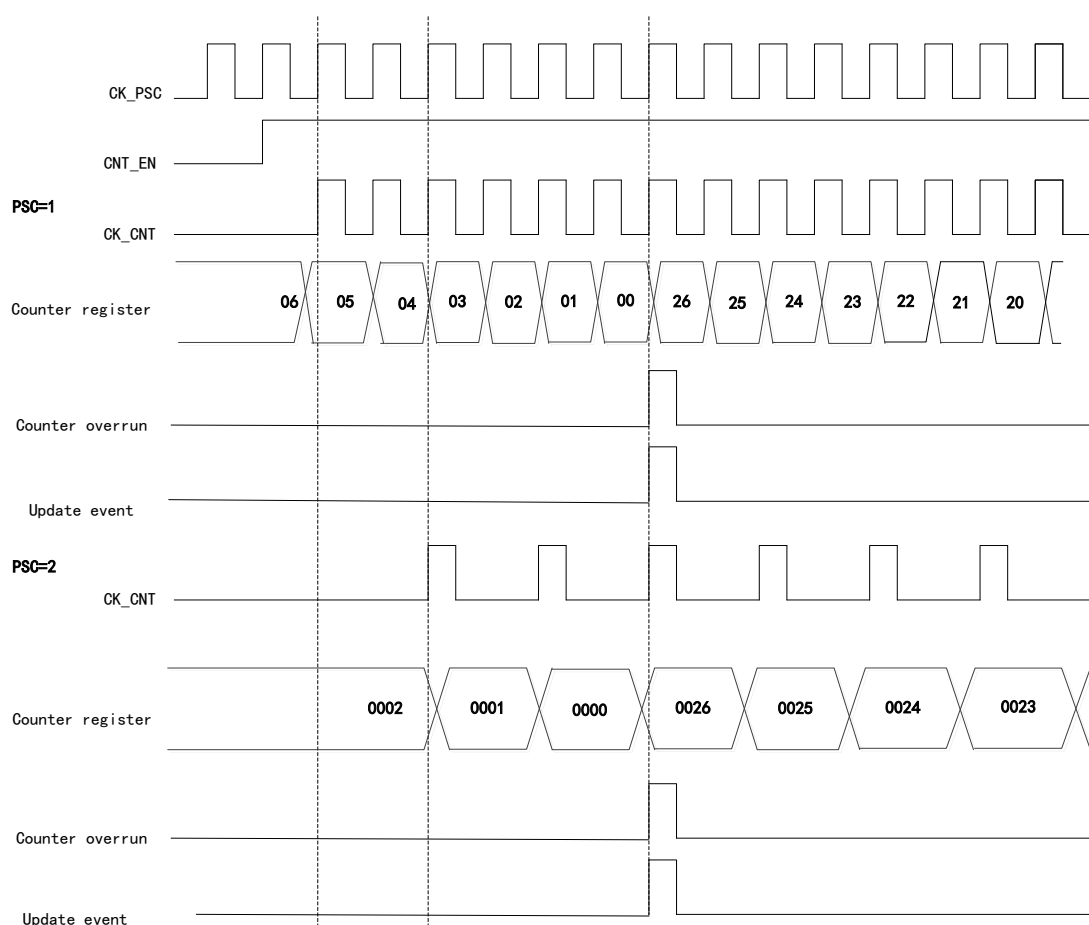 CK_PSC
CNT_EN
PSC=1
CK_CNT
Counter register 06 05 04 03 02 01 00 26 25 24 23 22 21 20
Counter overrun
Update event
PSC=2
CK_CNT
Counter register 0002 0001 0000 0026 0025 0024 0023
Counter overrun
Update event